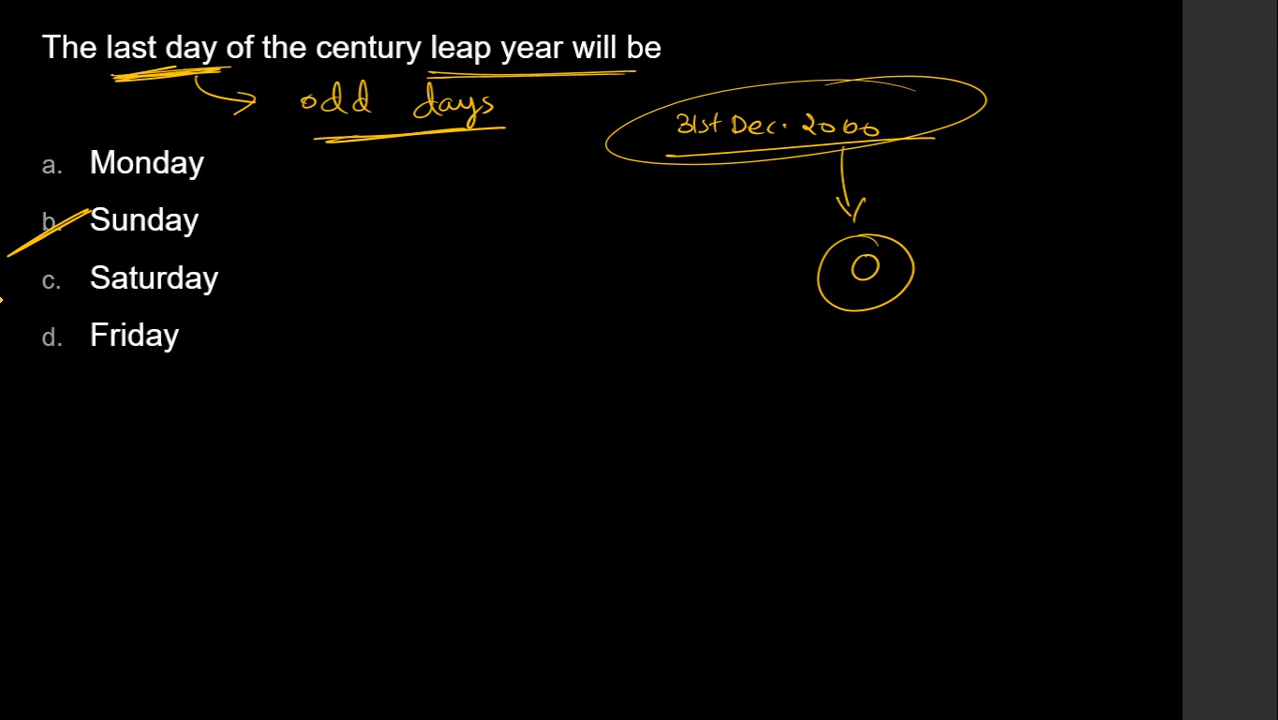 The last day of the century leap year will be
odd days
31st Dec. 2000
0
a. Monday
b. Sunday
c. Saturday
d. Friday